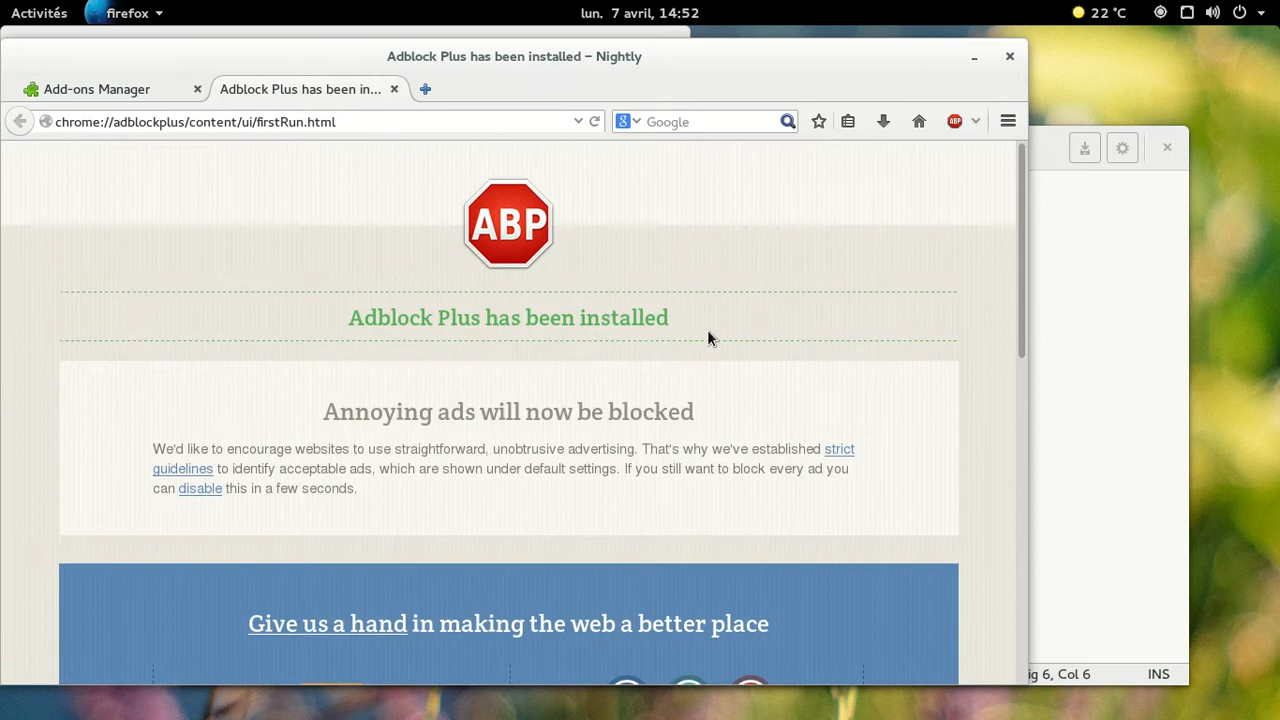 Activités firefox lun. 7 avril, 14:52 22 °C
Adblock Plus has been installed – Nightly
Add-ons Manager Adblock Plus has been in...
chrome://adblockplus/content/ui/firstRun.html Google ABP
ABP
Adblock Plus has been installed
Annoying ads will now be blocked
We'd like to encourage websites to use straightforward, unobtrusive advertising. That's why we've established strict
guidelines to identify acceptable ads, which are shown under default settings. If you still want to block every ad you
can disable this in a few seconds.
Give us a hand in making the web a better place
ig 6, Col 6 INS